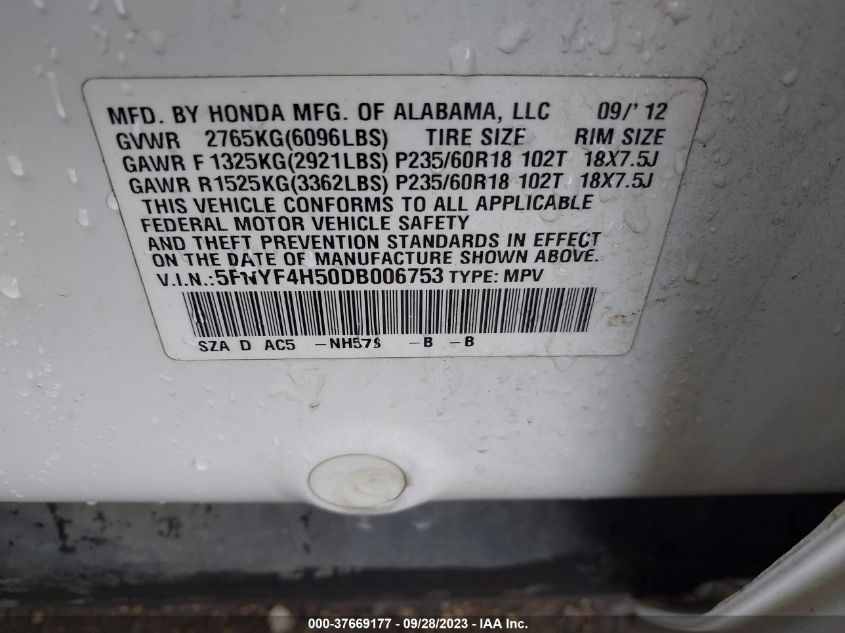 MFD. BY HONDA MFG. OF ALABAMA, LLC 09/' 12
GVWR 2765KG(6096LBS) TIRE SIZE RIM SIZE
GAWR F 1325KG(2921LBS) P235/60R18 102T 18X7.5J
GAWR R1525KG(3362LBS) P235/60R18 102T 18X7.5J
THIS VEHICLE CONFORMS TO ALL APPLICABLE
FEDERAL MOTOR VEHICLE SAFETY
AND THEFT PREVENTION STANDARDS IN EFFECT
ON THE DATE OF MANUFACTURE SHOWN ABOVE.
V.I.N.:5FNYF4H50DB006753 TYPE: MPV
SZA D AC5 -NH578 -B -B
000-37669177 - 09/28/2023 - IAA Inc.